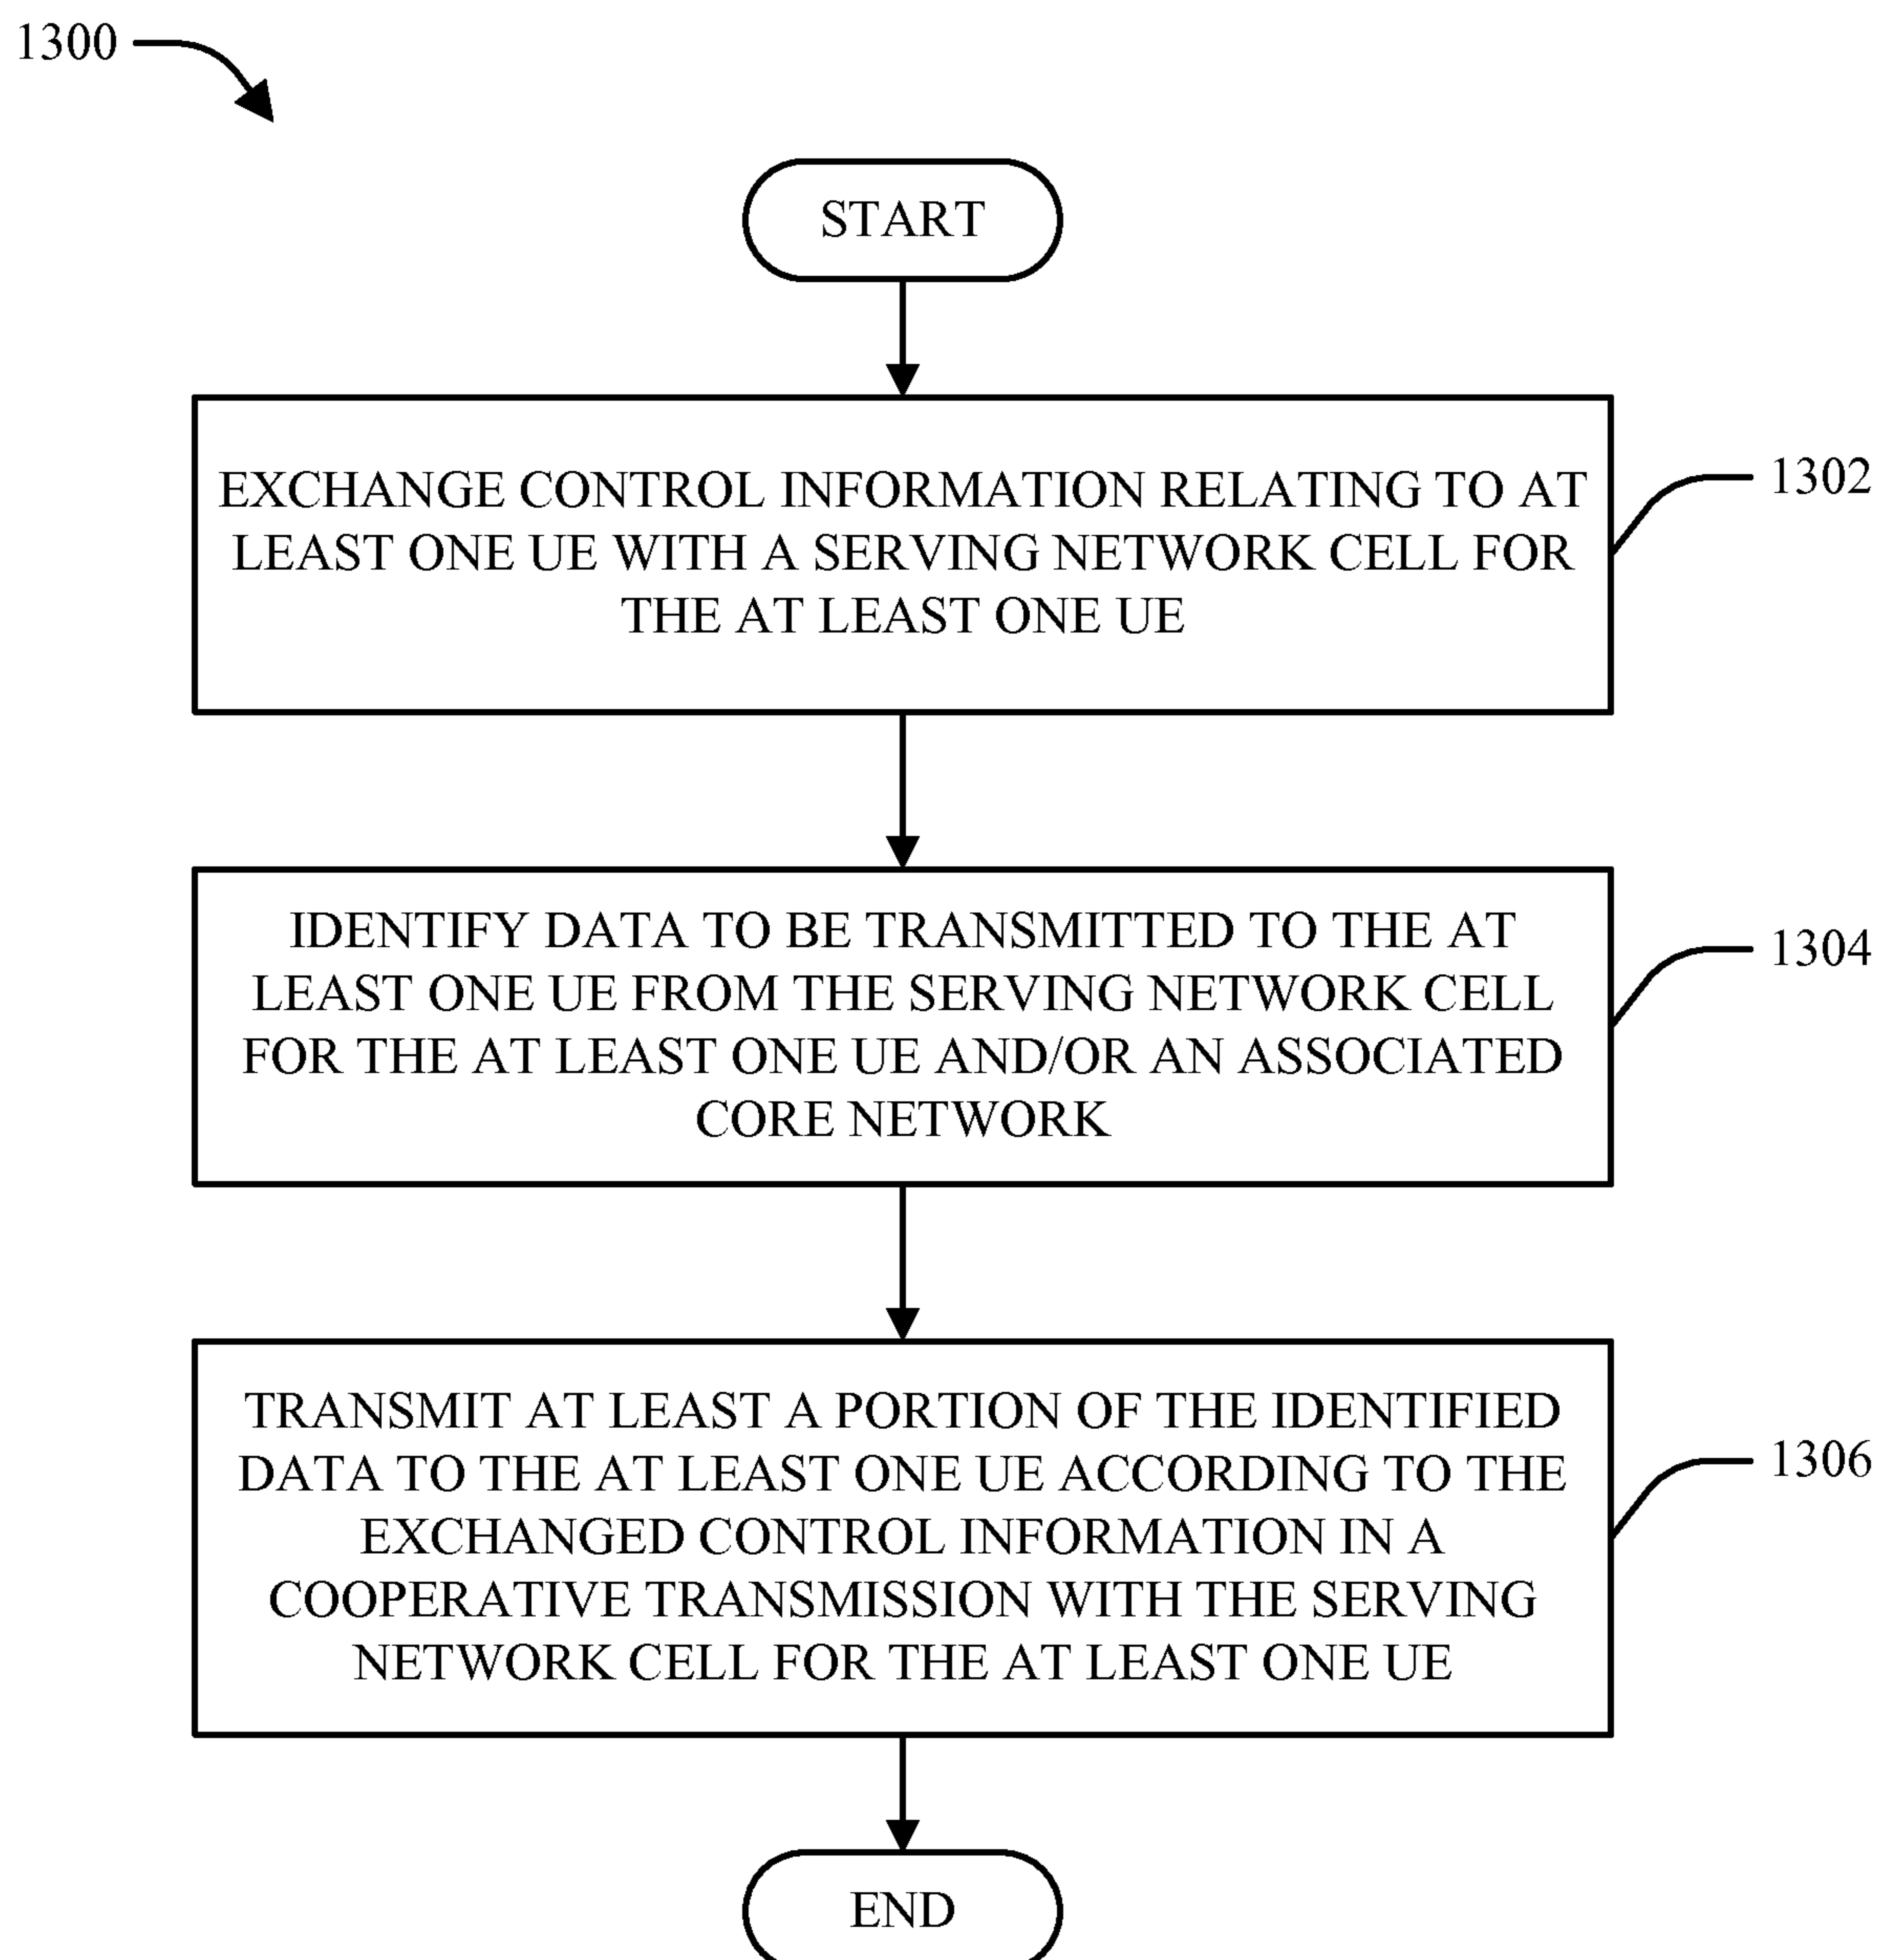 1300
START
EXCHANGE CONTROL INFORMATION RELATING TO AT
LEAST ONE UE WITH A SERVING NETWORK CELL FOR
THE AT LEAST ONE UE
1302
IDENTIFY DATA TO BE TRANSMITTED TO THE AT
LEAST ONE UE FROM THE SERVING NETWORK CELL
FOR THE AT LEAST ONE UE AND/OR AN ASSOCIATED
CORE NETWORK
1304
TRANSMIT AT LEAST A PORTION OF THE IDENTIFIED
DATA TO THE AT LEAST ONE UE ACCORDING TO THE
EXCHANGED CONTROL INFORMATION IN A
COOPERATIVE TRANSMISSION WITH THE SERVING
NETWORK CELL FOR THE AT LEAST ONE UE
1306
END